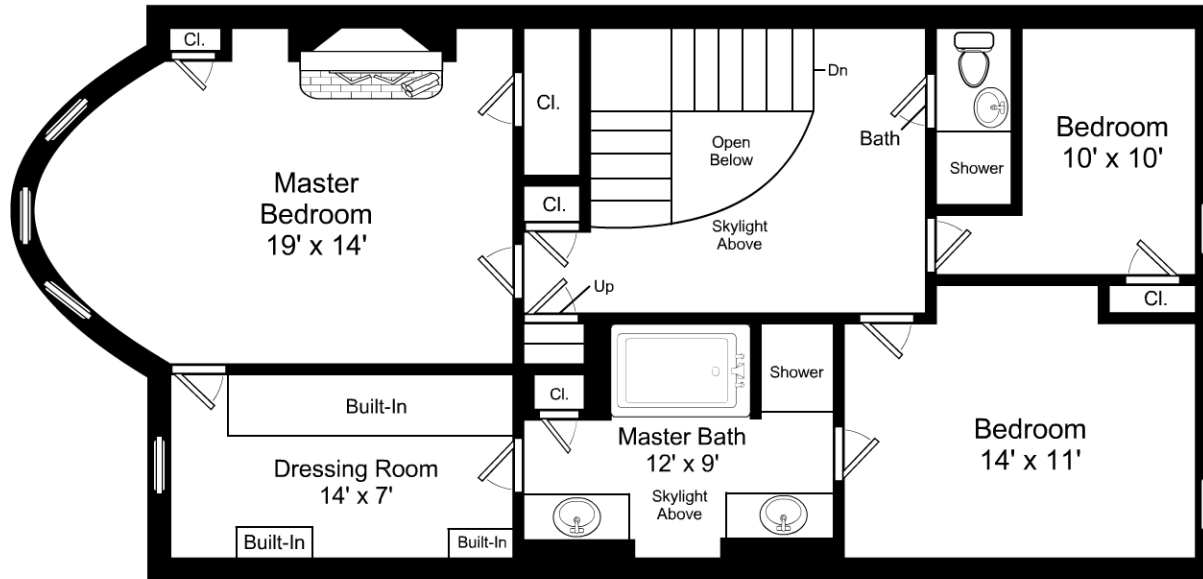 Cl.
Cl.
Dn
Bath
Open
Below
Shower
Bedroom
10' x 10'
Master
Bedroom
19' x 14'
Cl.
Skylight
Above
Up
Cl.
Built-In
Cl.
Shower
Master Bath
12' x 9'
Skylight
Above
Bedroom
14' x 11'
Dressing Room
14' x 7'
Built-In
Built-In